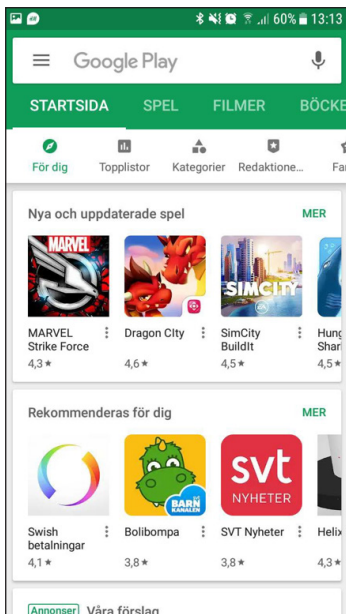 60% 13:13
Google Play
STARTSIDA SPEL FILMER BÖCKE
För dig Topplistor Kategorier Redaktione... Fa
Nya och uppdaterade spel MER
MARVEL
SIMCITY
EA
MARVEL Strike Force
Dragon CIty
SimCity BuildIt
Hung Shar
4,3★ 4,6★ 4,5★ 4,5★
Rekommenderas för dig MER
BARN KANALEN
svt
NYHETER
Swish betalningar
Bolibompa
SVT Nyheter
Helix
4,1★ 3,8★ 3,8★ 4,3★
Annonser Våra förslag